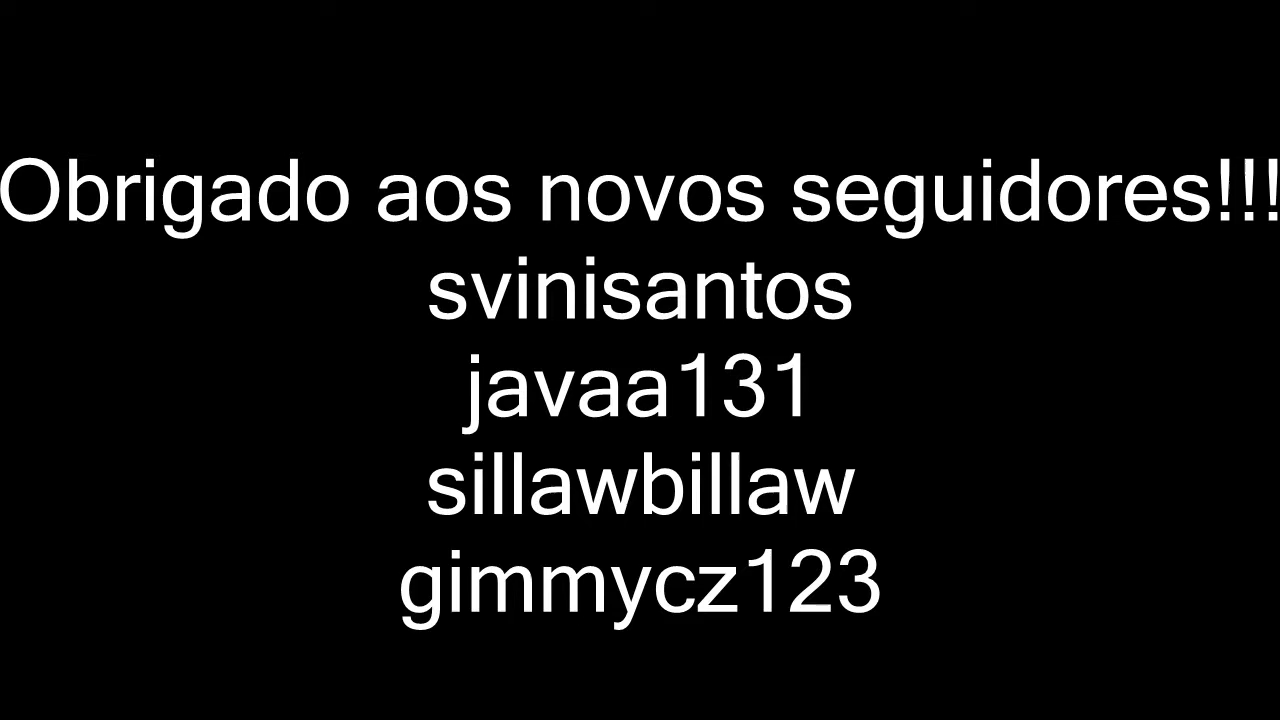 Obrigado aos novos seguidores!!!
svinisantos
javaa131
sillawbillaw
gimmycz123